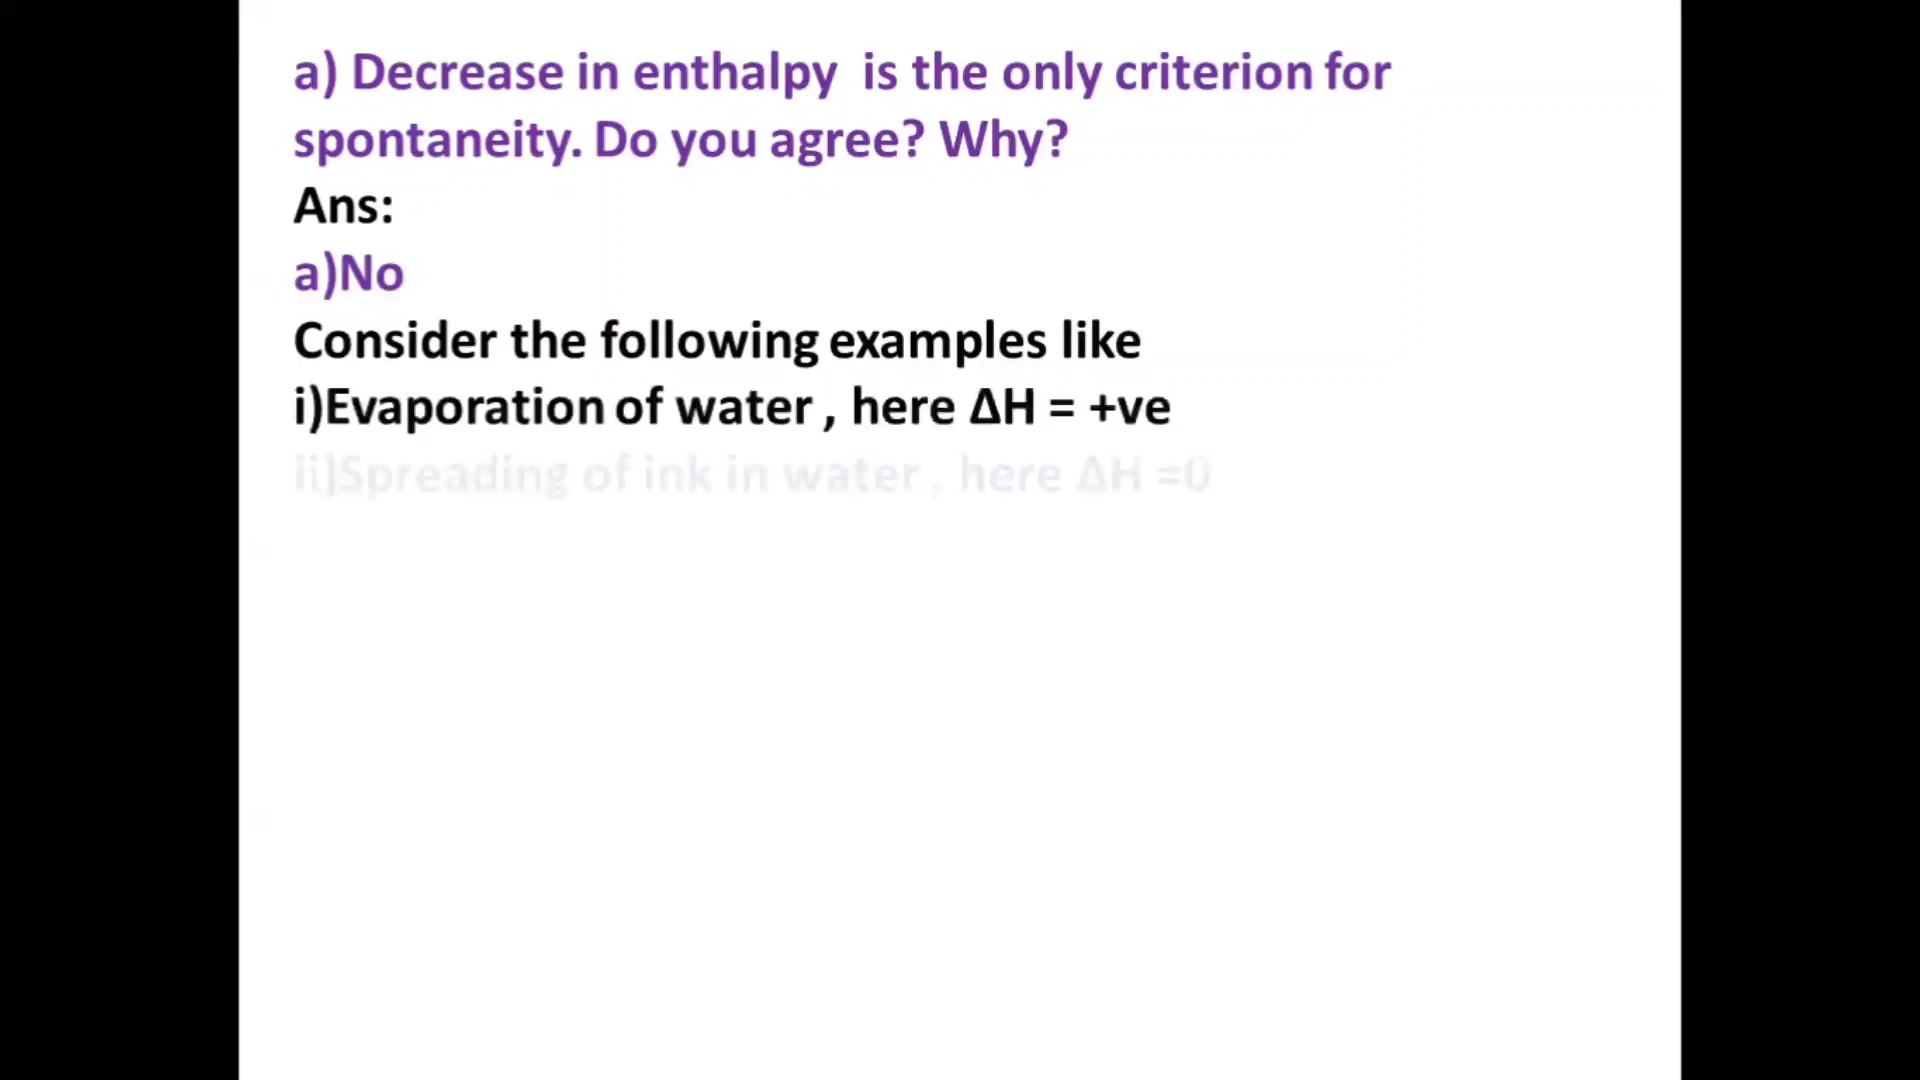 a) Decrease in enthalpy is the only criterion for
spontaneity. Do you agree? Why?
Ans:
a)No
Consider the following examples like
i)Evaporation of water , here ΔH = +ve
ii)Spreading of ink in water , here ΔH =0